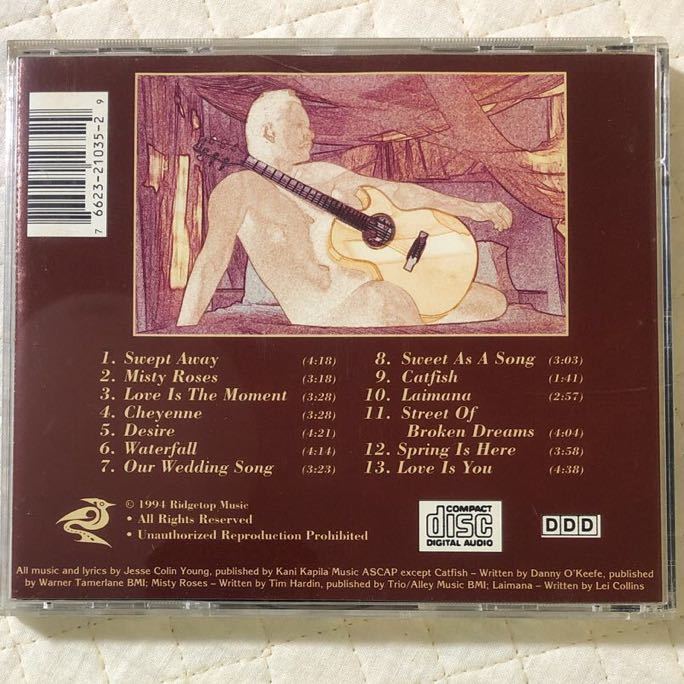 7 66623-21035-2 9
1. Swept Away (4:18)
2. Misty Roses (3:18)
3. Love Is The Moment (3:28)
4. Cheyenne (3:28)
5. Desire (4:21)
6. Waterfall (4:14)
7. Our Wedding Song (3:23)
8. Sweet As A Song (3:03)
9. Catfish (1:41)
10. Laimana (2:57)
11. Street Of
Broken Dreams (4:04)
12. Spring Is Here (3:58)
13. Love Is You (4:38)
© 1994 Ridgetop Music
• All Rights Reserved
• Unauthorized Reproduction Prohibited
COMPACT
disc
DIGITAL AUDIO
DDD
All music and lyrics by Jesse Colin Young, published by Kani Kapila Music ASCAP except Catfish – Written by Danny O'Keefe, published
by Warner Tamerlane BMI; Misty Roses – Written by Tim Hardin, published by Trio/Alley Music BMI; Laimana – Written by Lei Collins